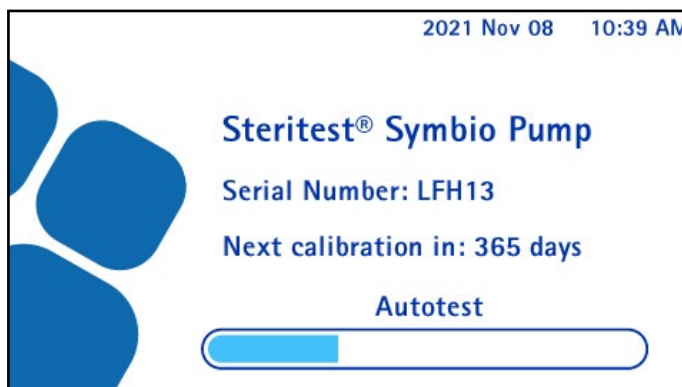 2021 Nov 08 10:39 AM
Steritest® Symbio Pump
Serial Number: LFH13
Next calibration in: 365 days
Autotest